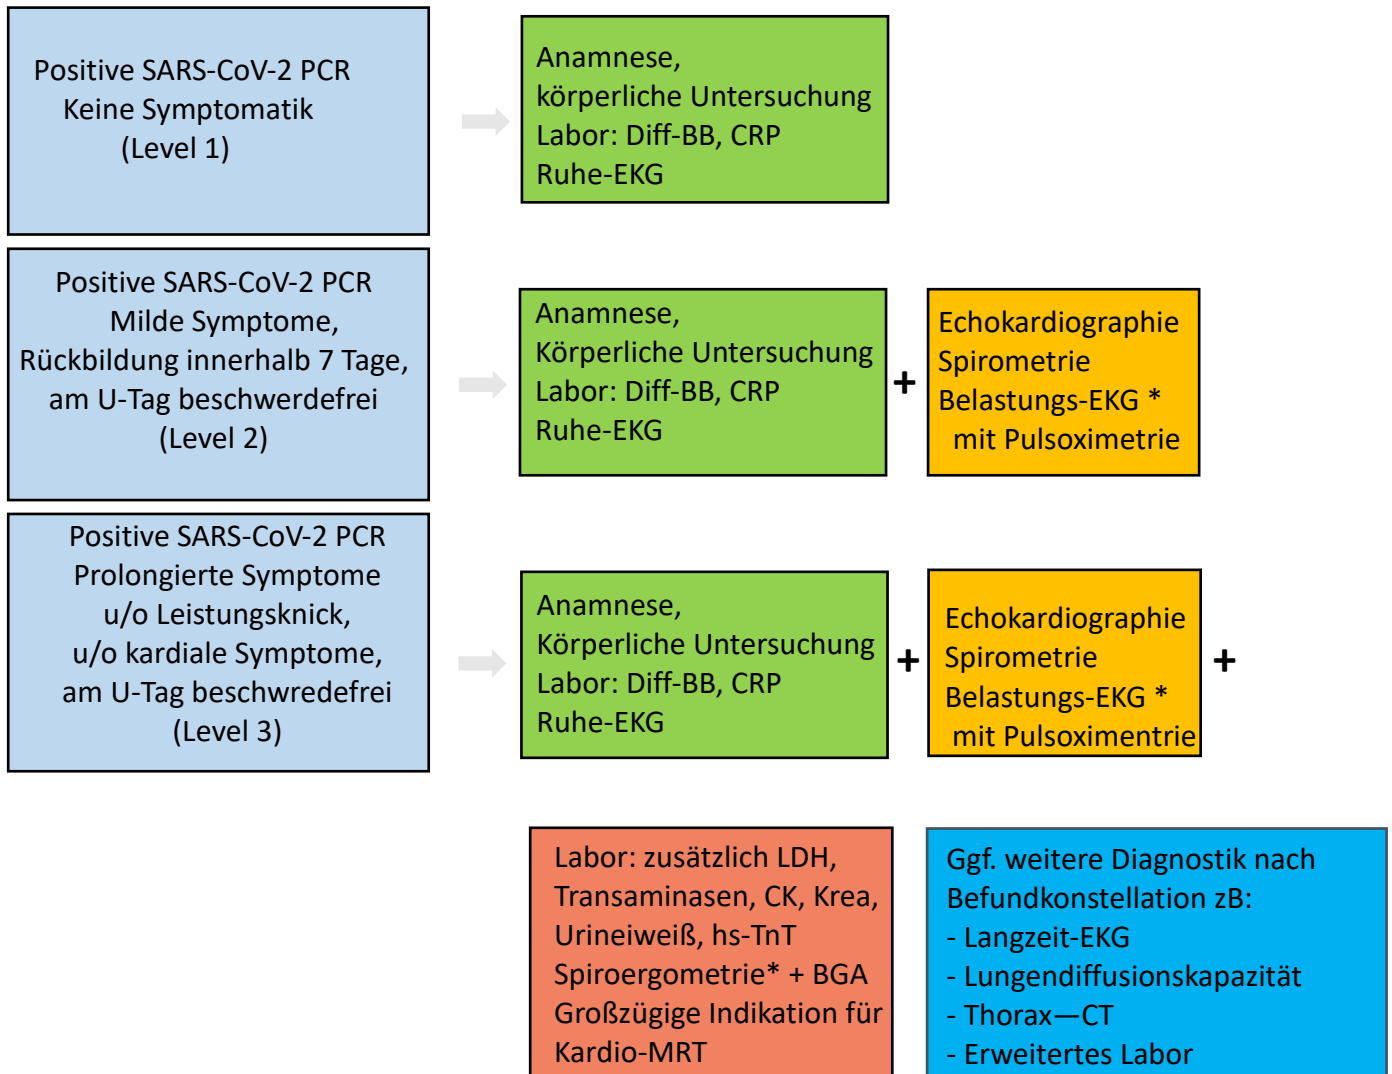 Positive SARS-CoV-2 PCR
Keine Symptomatik
(Level 1)
Anamnese,
körperliche Untersuchung
Labor: Diff-BB, CRP
Ruhe-EKG
Positive SARS-CoV-2 PCR
Milde Symptome,
Rückbildung innerhalb 7 Tage,
am U-Tag beschwerdefrei
(Level 2)
Anamnese,
Körperliche Untersuchung
Labor: Diff-BB, CRP
Ruhe-EKG
+
Echokardiographie
Spirometrie
Belastungs-EKG *
mit Pulsoximetrie
Positive SARS-CoV-2 PCR
Prolongierte Symptome
u/o Leistungsknick,
u/o kardiale Symptome,
am U-Tag beschwredefrei
(Level 3)
Anamnese,
Körperliche Untersuchung
Labor: Diff-BB, CRP
Ruhe-EKG
+
Echokardiographie
Spirometrie
Belastungs-EKG *
mit Pulsoximentrie
+
Labor: zusätzlich LDH,
Transaminasen, CK, Krea,
Urineiweiß, hs-TnT
Spiroergometrie* + BGA
Großzügige Indikation für
Kardio-MRT
Ggf. weitere Diagnostik nach
Befundkonstellation zB:
- Langzeit-EKG
- Lungendiffusionskapazität
- Thorax—CT
- Erweitertes Labor